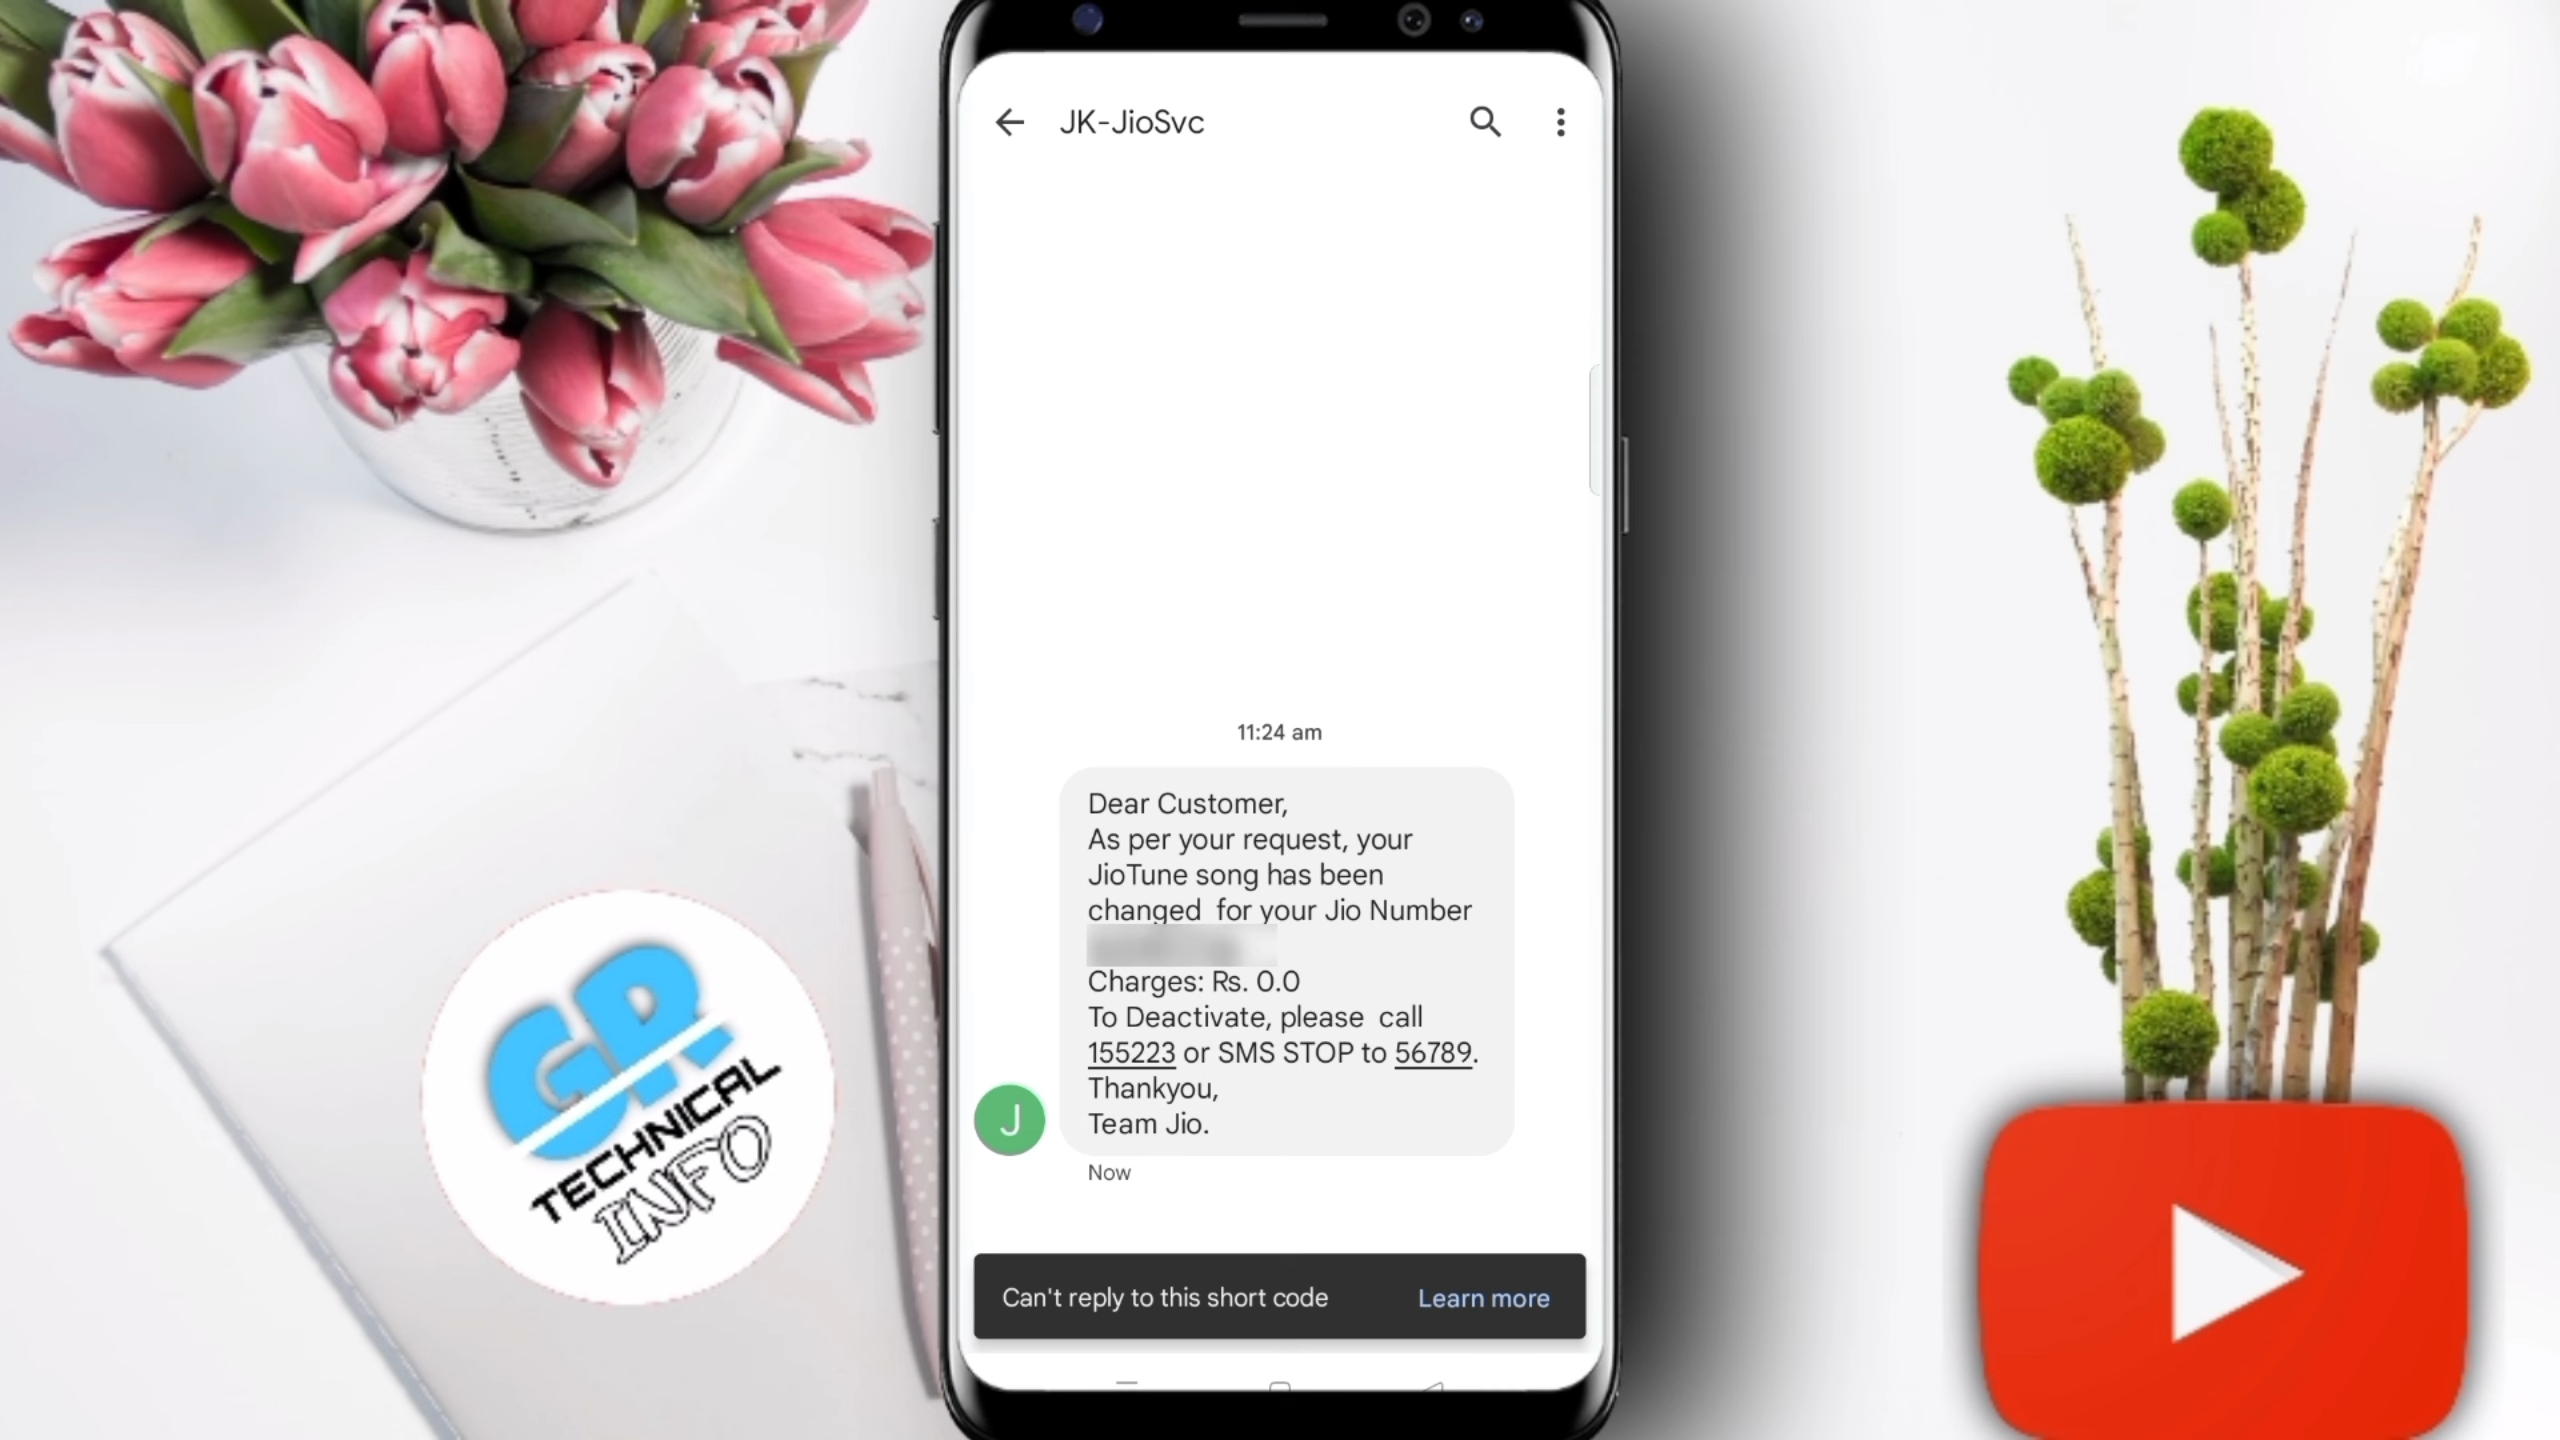 JK-JioSvc
11:24 am
Dear Customer,
As per your request, your
JioTune song has been
changed  for your Jio Number
Charges: Rs. 0.0
To Deactivate, please  call
155223 or SMS STOP to 56789.
Thankyou,
Team Jio.
J
Now
Can't reply to this short code
Learn more
GR
TECHNICAL
INFO